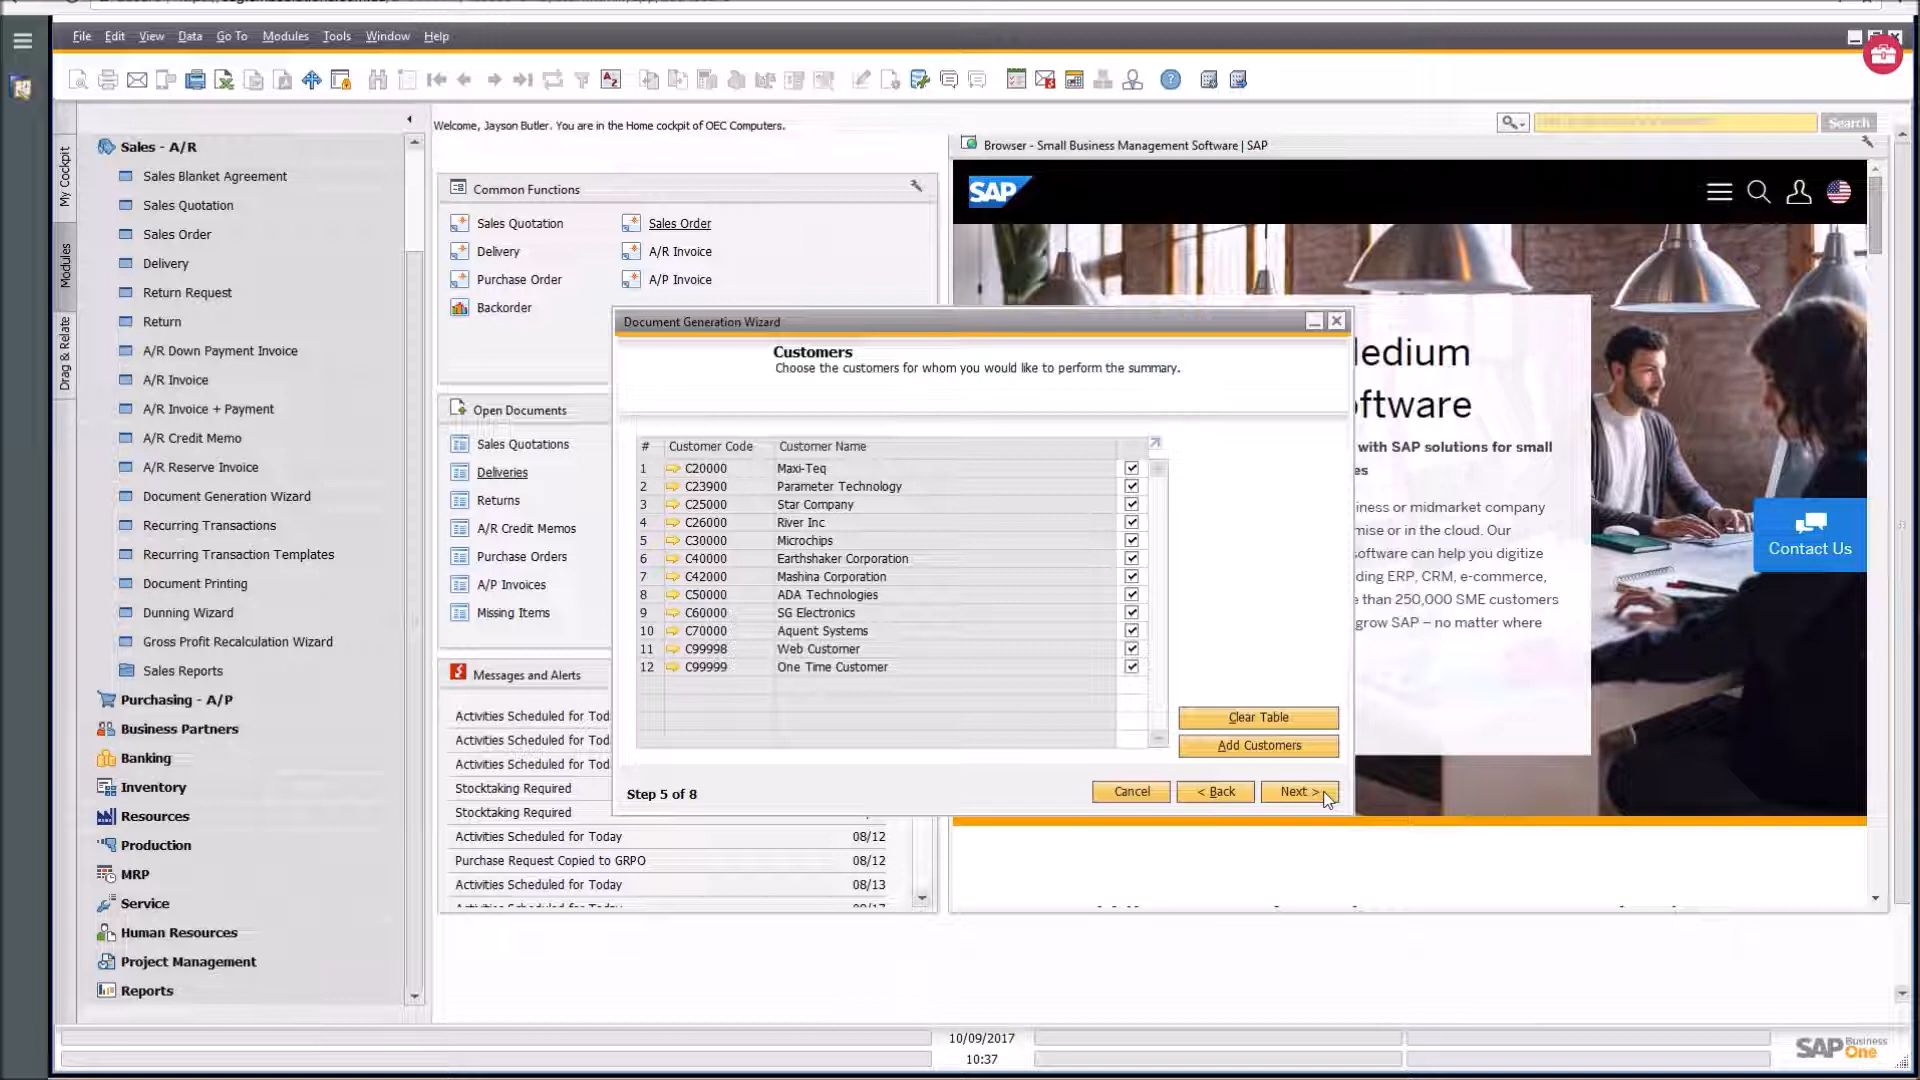 File Edit View Data Go To Modules Tools Window Help
Welcome, Jayson Butler. You are in the Home cockpit of OEC Computers.
Search
My Cockpit
Modules
Drag & Relate
Sales - A/R
Sales Blanket Agreement
Sales Quotation
Sales Order
Delivery
Return Request
Return
A/R Down Payment Invoice
A/R Invoice
A/R Invoice + Payment
A/R Credit Memo
A/R Reserve Invoice
Document Generation Wizard
Recurring Transactions
Recurring Transaction Templates
Document Printing
Dunning Wizard
Gross Profit Recalculation Wizard
Sales Reports
Purchasing - A/P
Business Partners
Banking
Inventory
Resources
Production
MRP
Service
Human Resources
Project Management
Reports
Common Functions
Sales Quotation Sales Order
Delivery A/R Invoice
Purchase Order A/P Invoice
Backorder
Open Documents
Sales Quotations
Deliveries
Returns
A/R Credit Memos
Purchase Orders
A/P Invoices
Missing Items
Messages and Alerts
Activities Scheduled for Tod
Activities Scheduled for Tod
Activities Scheduled for Tod
Stocktaking Required
Stocktaking Required
Activities Scheduled for Today 08/12
Purchase Request Copied to GRPO 08/12
Activities Scheduled for Today 08/13
Document Generation Wizard
Customers
Choose the customers for whom you would like to perform the summary.
# Customer Code Customer Name
1 C20000 Maxi-Teq
2 C23900 Parameter Technology
3 C25000 Star Company
4 C26000 River Inc
5 C30000 Microchips
6 C40000 Earthshaker Corporation
7 C42000 Mashina Corporation
8 C50000 ADA Technologies
9 C60000 SG Electronics
10 C70000 Aquent Systems
11 C99998 Web Customer
12 C99999 One Time Customer
Clear Table
Add Customers
Step 5 of 8
Cancel < Back Next >
Browser - Small Business Management Software | SAP
SAP
edium
ftware
with SAP solutions for small
es
iness or midmarket company
mise or in the cloud. Our
software can help you digitize
ding ERP, CRM, e-commerce,
e than 250,000 SME customers
grow SAP – no matter where
Contact Us
10/09/2017
10:37
SAP Business One